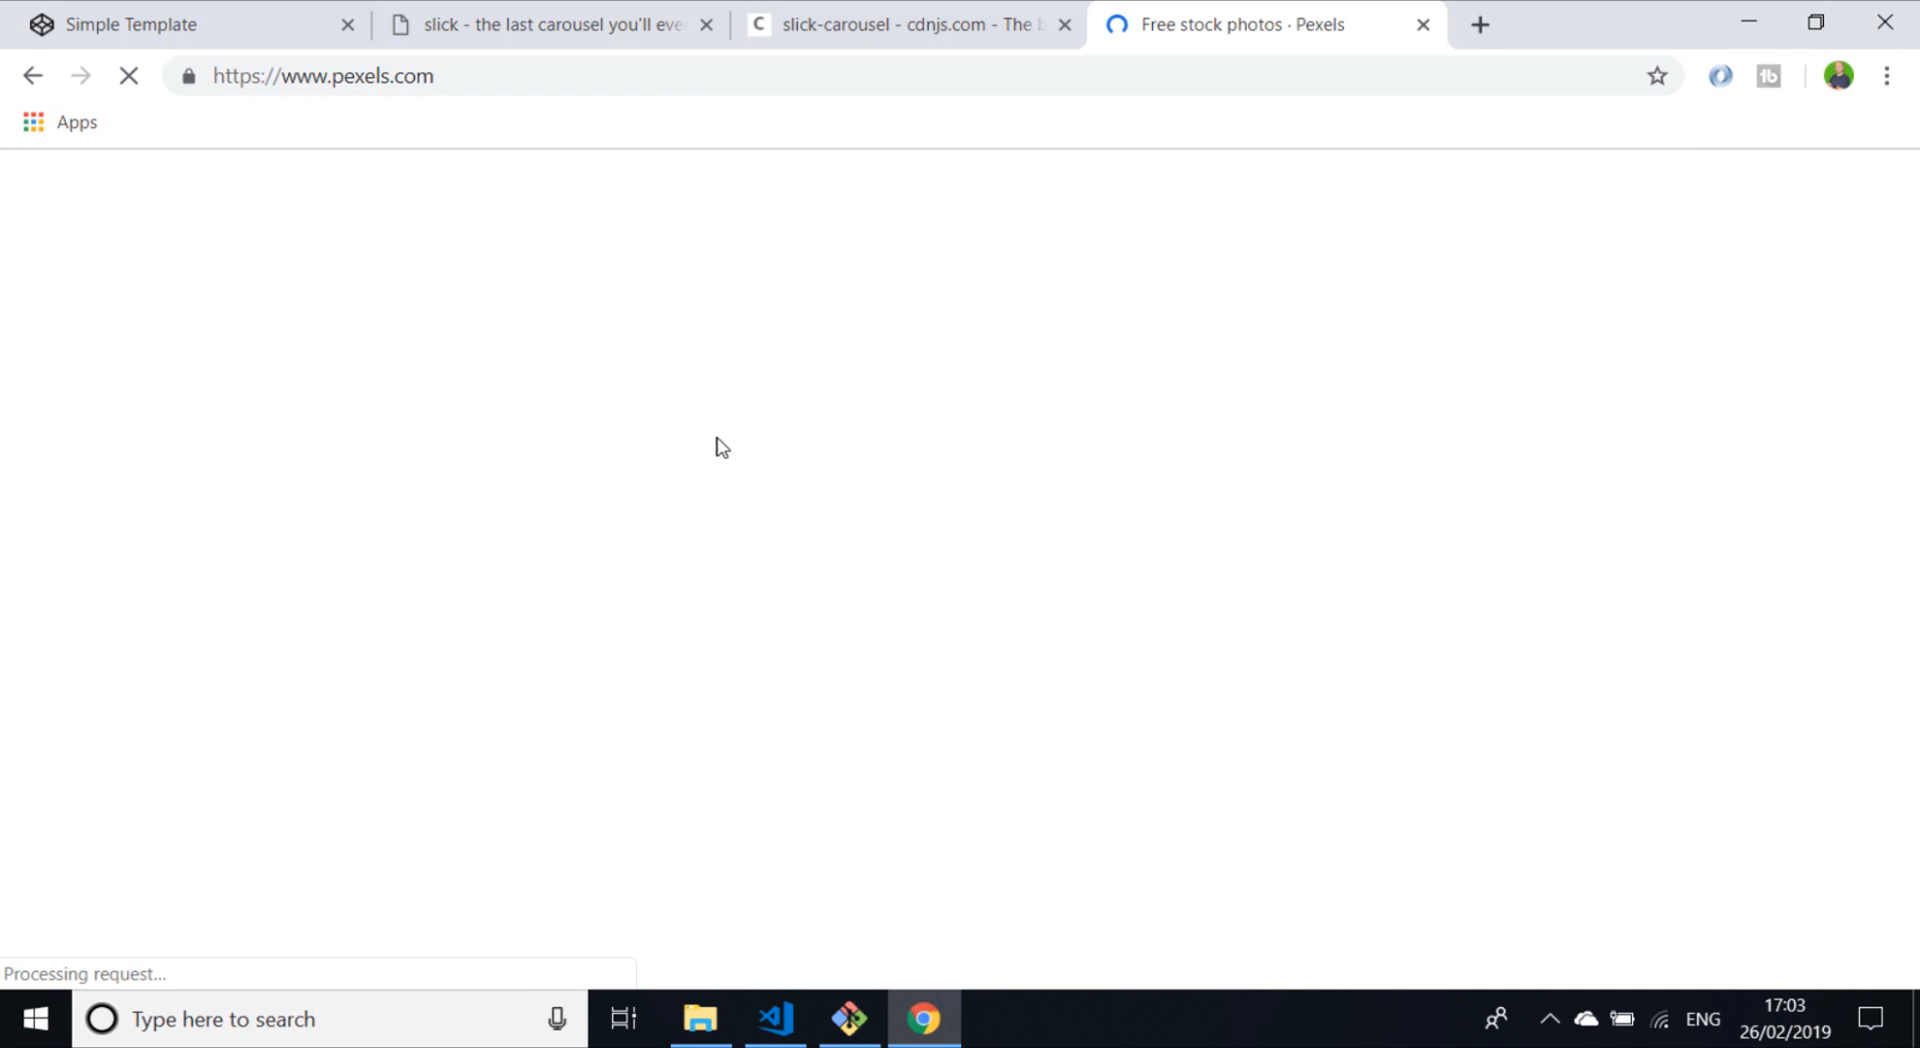 Simple Template
slick - the last carousel you'll eve
C slick-carousel - cdnjs.com - The b
Free stock photos · Pexels
https://www.pexels.com
tb
Apps
Processing request...
Type here to search
ENG
17:03
26/02/2019